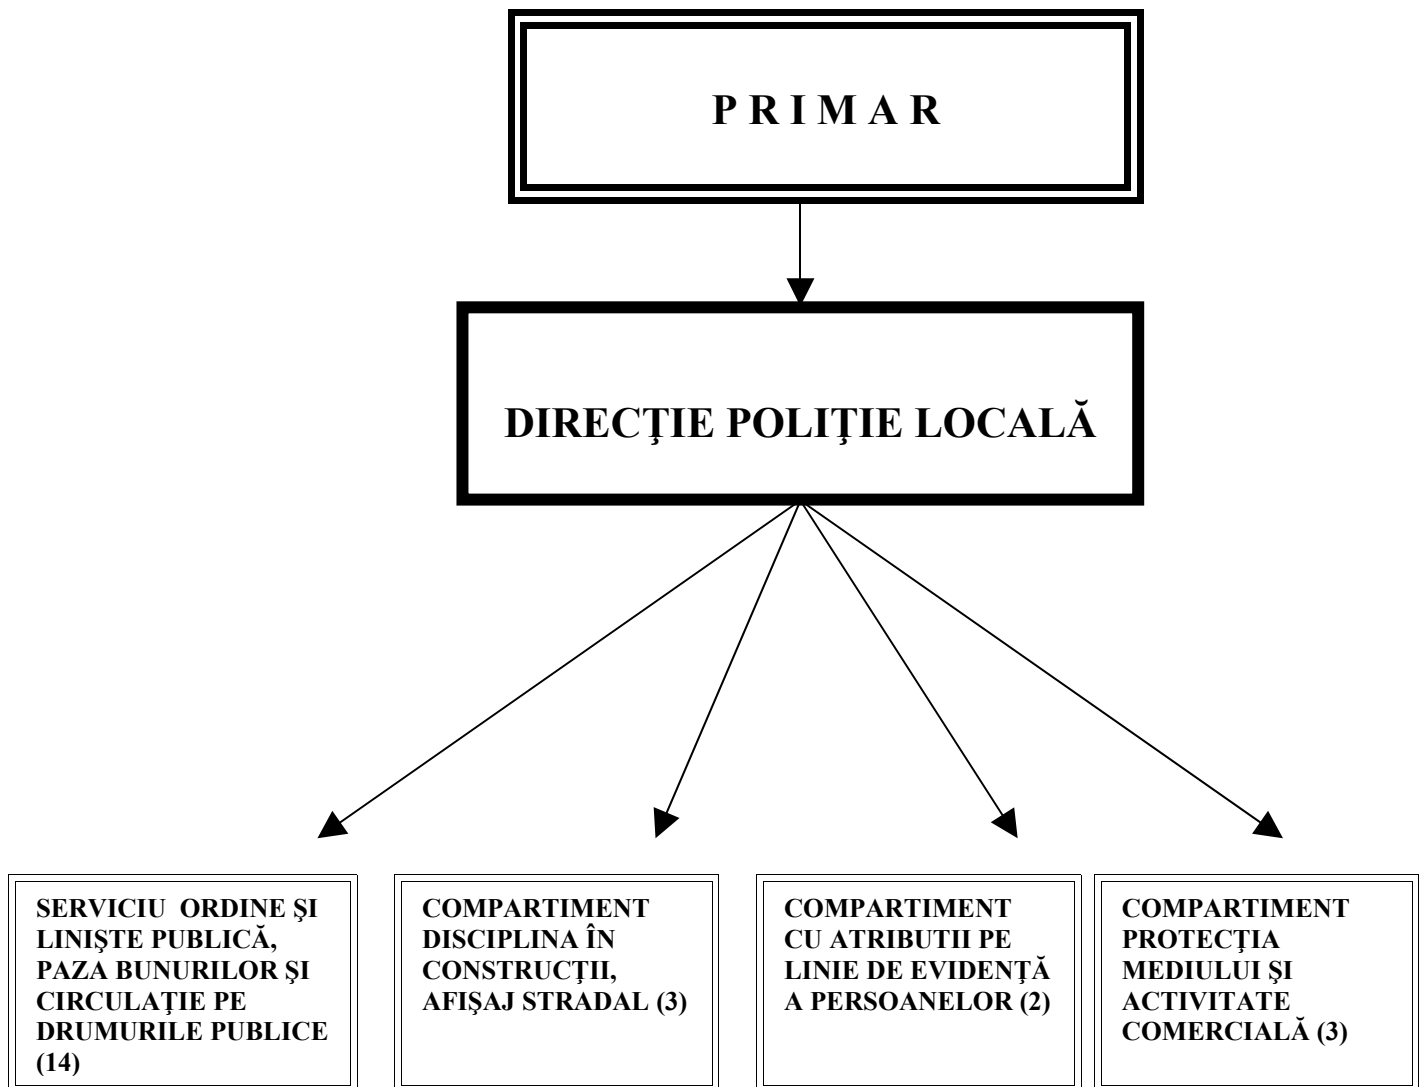 P R I M A R
DIRECŢIE POLIŢIE LOCALĂ
SERVICIU ORDINE ŞI
LINIŞTE PUBLICĂ,
PAZA BUNURILOR ŞI
CIRCULAŢIE PE
DRUMURILE PUBLICE
(14)
COMPARTIMENT
DISCIPLINA ÎN
CONSTRUCŢII,
AFIŞAJ STRADAL (3)
COMPARTIMENT
CU ATRIBUTII PE
LINIE DE EVIDENŢĂ
A PERSOANELOR (2)
COMPARTIMENT
PROTECŢIA
MEDIULUI ŞI
ACTIVITATE
COMERCIALĂ (3)